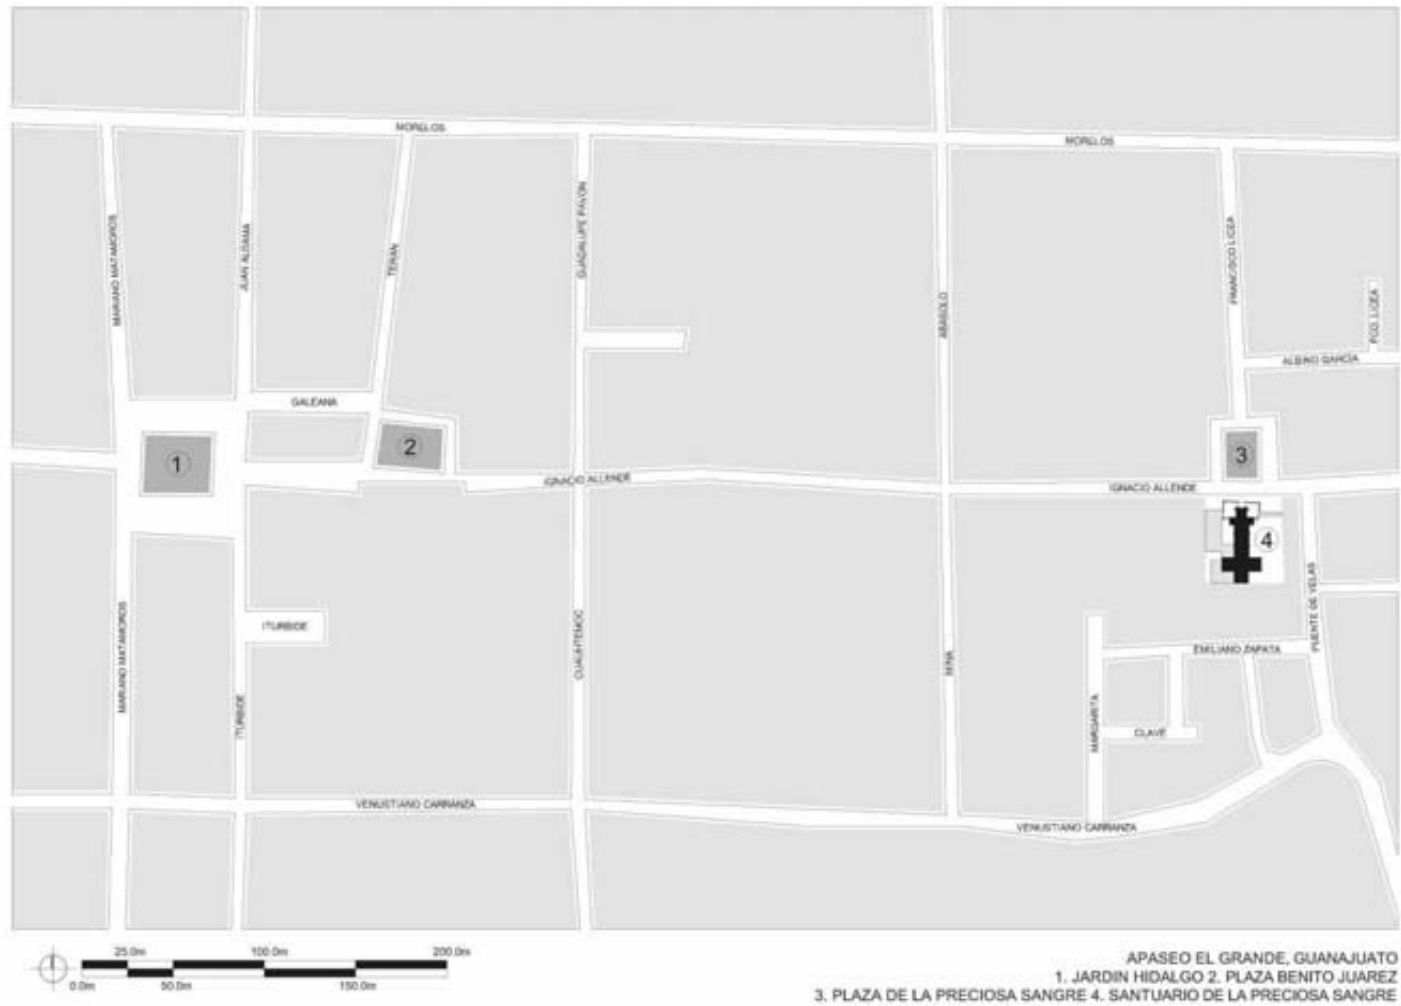 MORELOS
MORELOS
MARIANO MATAMOROS
JUAN ALDAMA
TERAN
GUADALUPE PAVON
ABASOLO
FRANCISCO LICEA
FCO. LICEA
ALBINO GARCÍA
GALEANA
1
2
3
IGNACIO ALLENDE
IGNACIO ALLENDE
4
MARIANO MATAMOROS
ITURBIDE
ITURBIDE
CUAUHTEMOC
MINA
PUENTE DE VELAS
EMILIANO ZAPATA
MARGARITA
CLAVE
VENUSTIANO CARRANZA
VENUSTIANO CARRANZA
25.0m 100.0m 200.0m
0.0m 50.0m 150.0m
APASEO EL GRANDE, GUANAJUATO
1. JARDIN HIDALGO 2. PLAZA BENITO JUAREZ
3. PLAZA DE LA PRECIOSA SANGRE 4. SANTUARIO DE LA PRECIOSA SANGRE